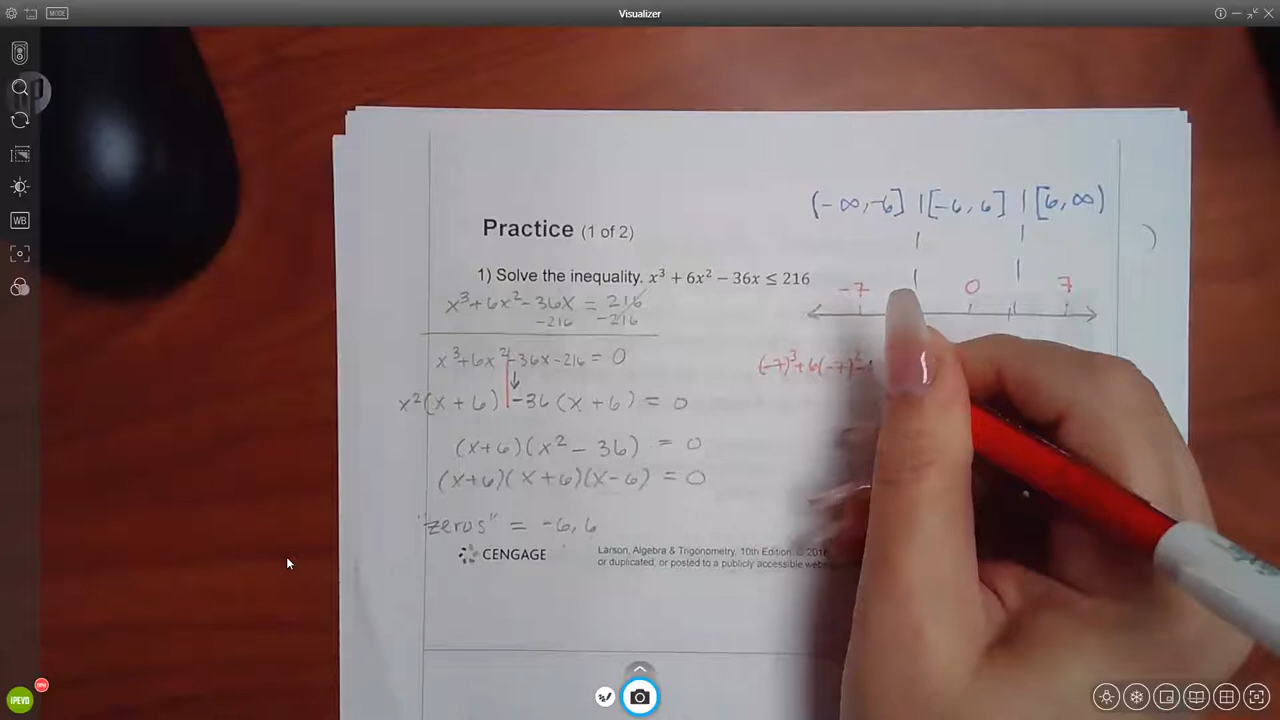 Visualizer
MODE
WB
(-∞,-6] | [-6,6] | [6,∞)
Practice (1 of 2)
1) Solve the inequality. x³ + 6x² − 36x ≤ 216
x³+6x²-36x = 216
-216 -216
-7 0 7
x³+6x²-36x-216 = 0
(-7)³+6(-7)²
x²(x+6) -36(x+6) = 0
(x+6)(x²-36) = 0
(x+6)(x+6)(x-6) = 0
"zeros" = -6, 6
CENGAGE
Larson, Algebra & Trigonometry, 10th Edition. ©
or duplicated, or posted to a publicly accessible
IPEVO